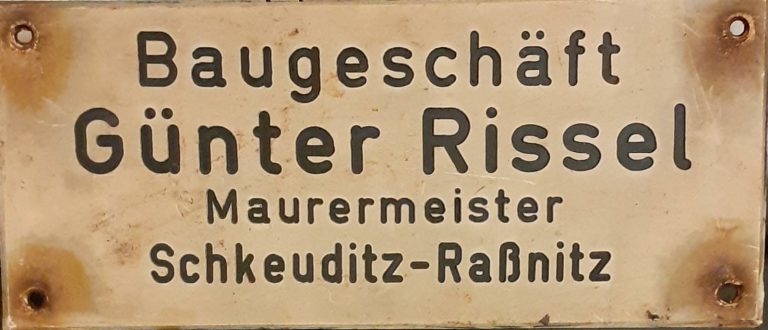 Baugeschäft
Günter Rissel
Maurermeister
Schkeuditz-Raßnitz